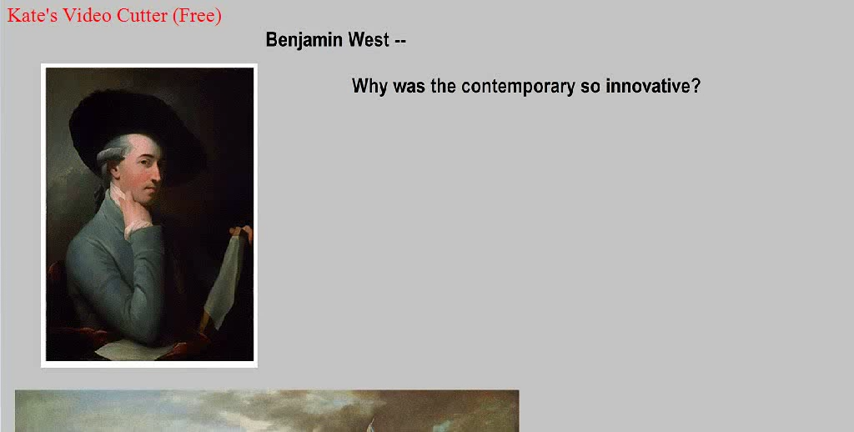 Kate's Video Cutter (Free)
Benjamin West --
Why was the contemporary so innovative?